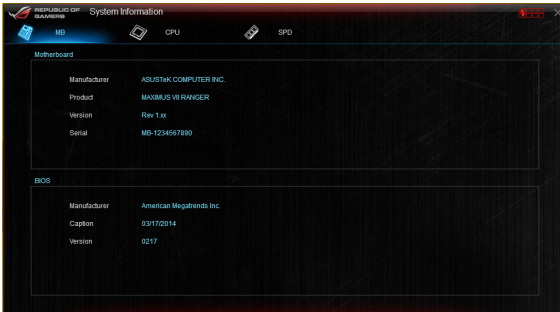 REPUBLIC OF
GAMERS
System Information
MB
CPU
SPD
Motherboard
Manufacturer ASUSTeK COMPUTER INC.
Product MAXIMUS VII RANGER
Version Rev 1.xx
Serial MB-1234567890
BIOS
Manufacturer American Megatrends Inc.
Caption 03/17/2014
Version 0217